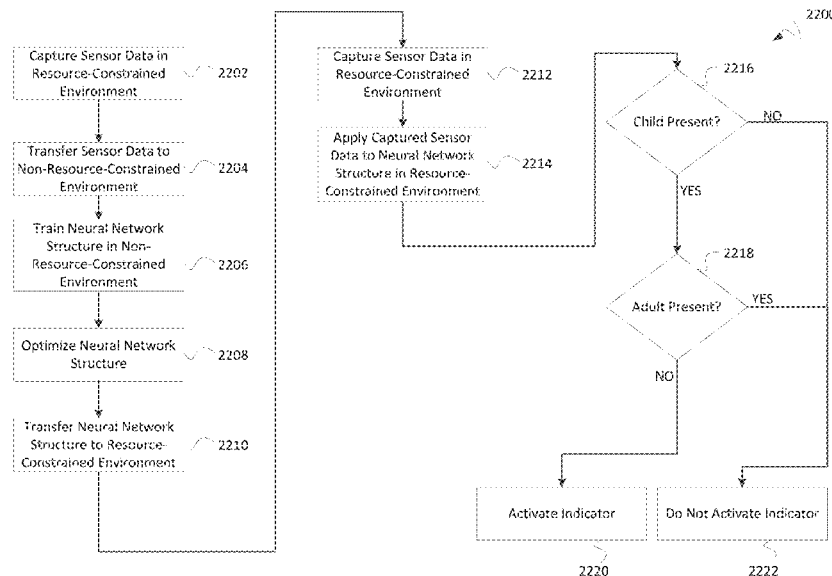 2200
Capture Sensor Data in
Resource-Constrained
Environment
2202
Transfer Sensor Data to
Non-Resource-Constrained
Environment
2204
Train Neural Network
Structure in Non-
Resource-Constrained
Environment
2206
Optimize Neural Network
Structure
2208
Transfer Neural Network
Structure to Resource-
Constrained Environment
2210
Capture Sensor Data in
Resource-Constrained
Environment
2212
Apply Captured Sensor
Data to Neural Network
Structure in Resource-
Constrained Environment
2214
2216
Child Present?
NO
YES
2218
Adult Present?
YES
NO
Activate Indicator
2220
Do Not Activate Indicator
2222